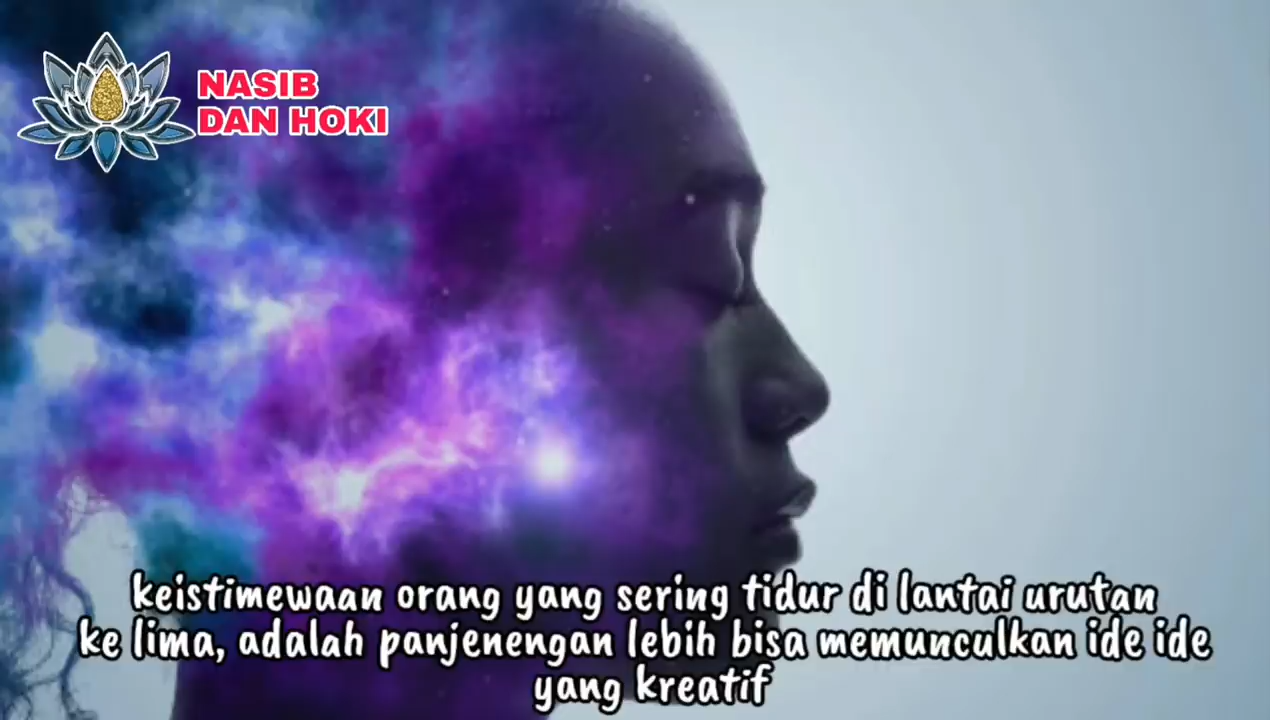 NASIB
DAN HOKI
keistimewaan orang yang sering tidur di lantai urutan
ke lima, adalah panjenengan lebih bisa memunculkan ide ide
yang kreatif